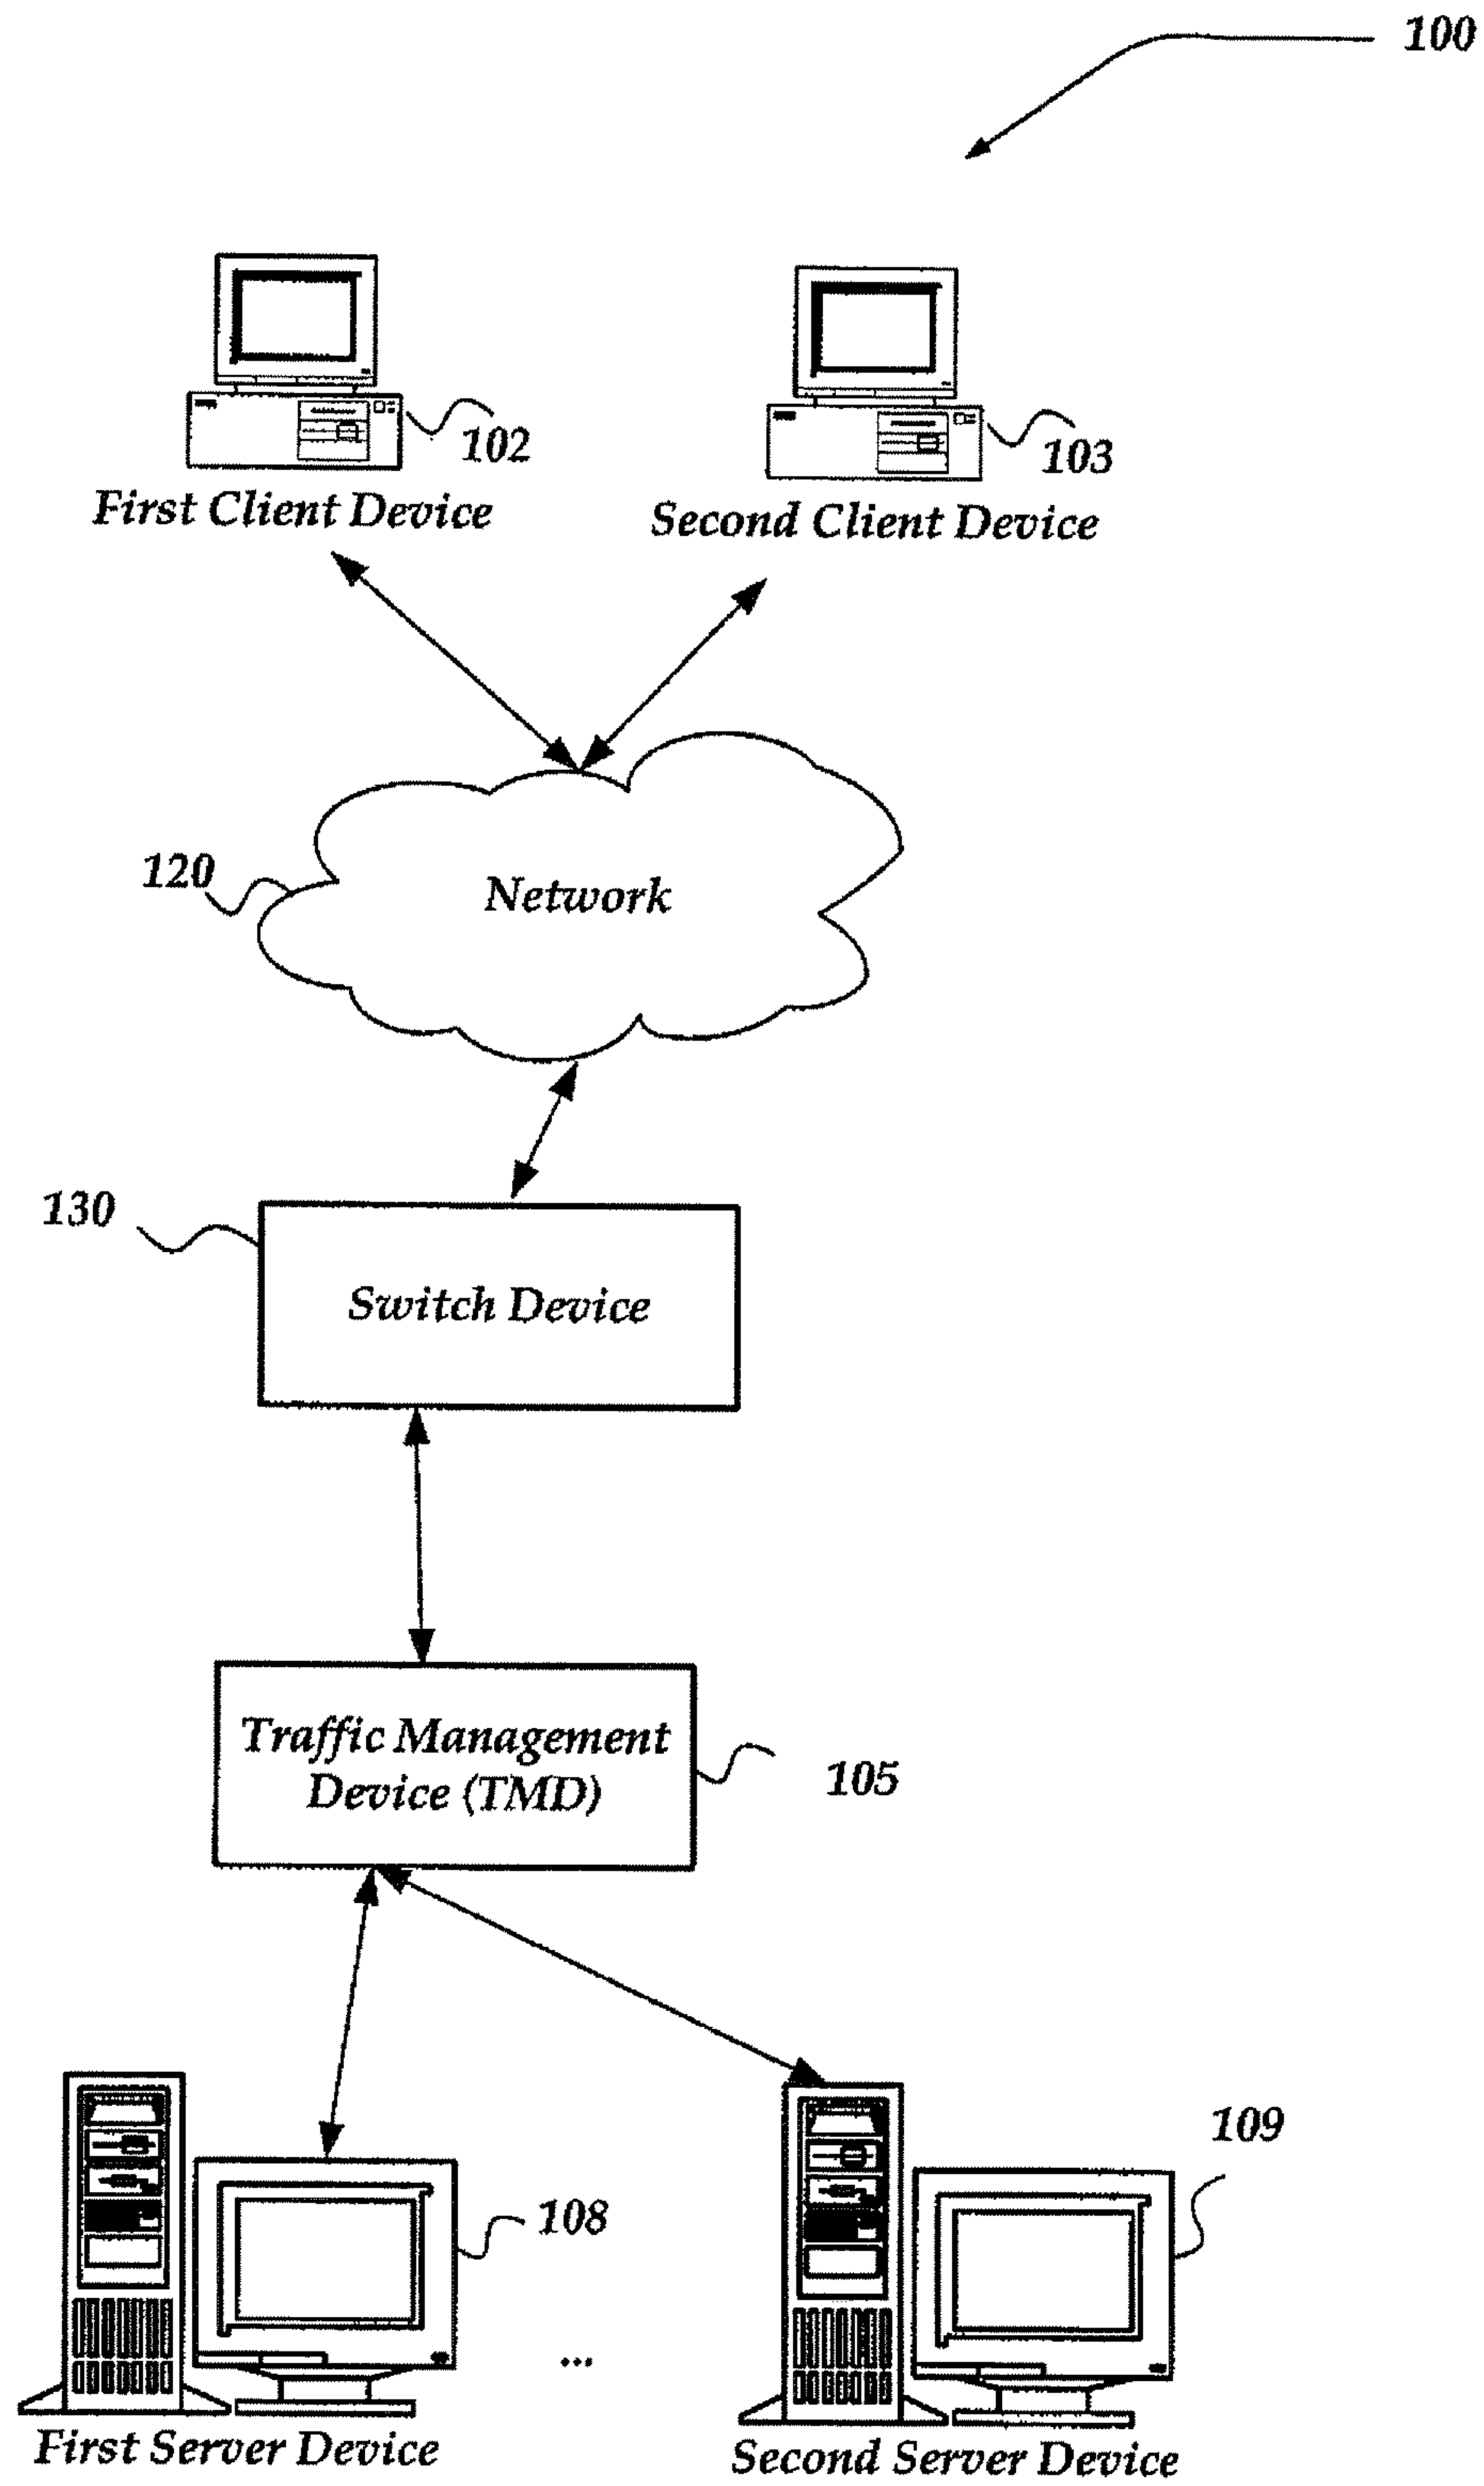 100
102
103
First Client Device
Second Client Device
120
Network
130
Switch Device
Traffic Management
Device (TMD)
105
109
108
...
First Server Device
Second Server Device